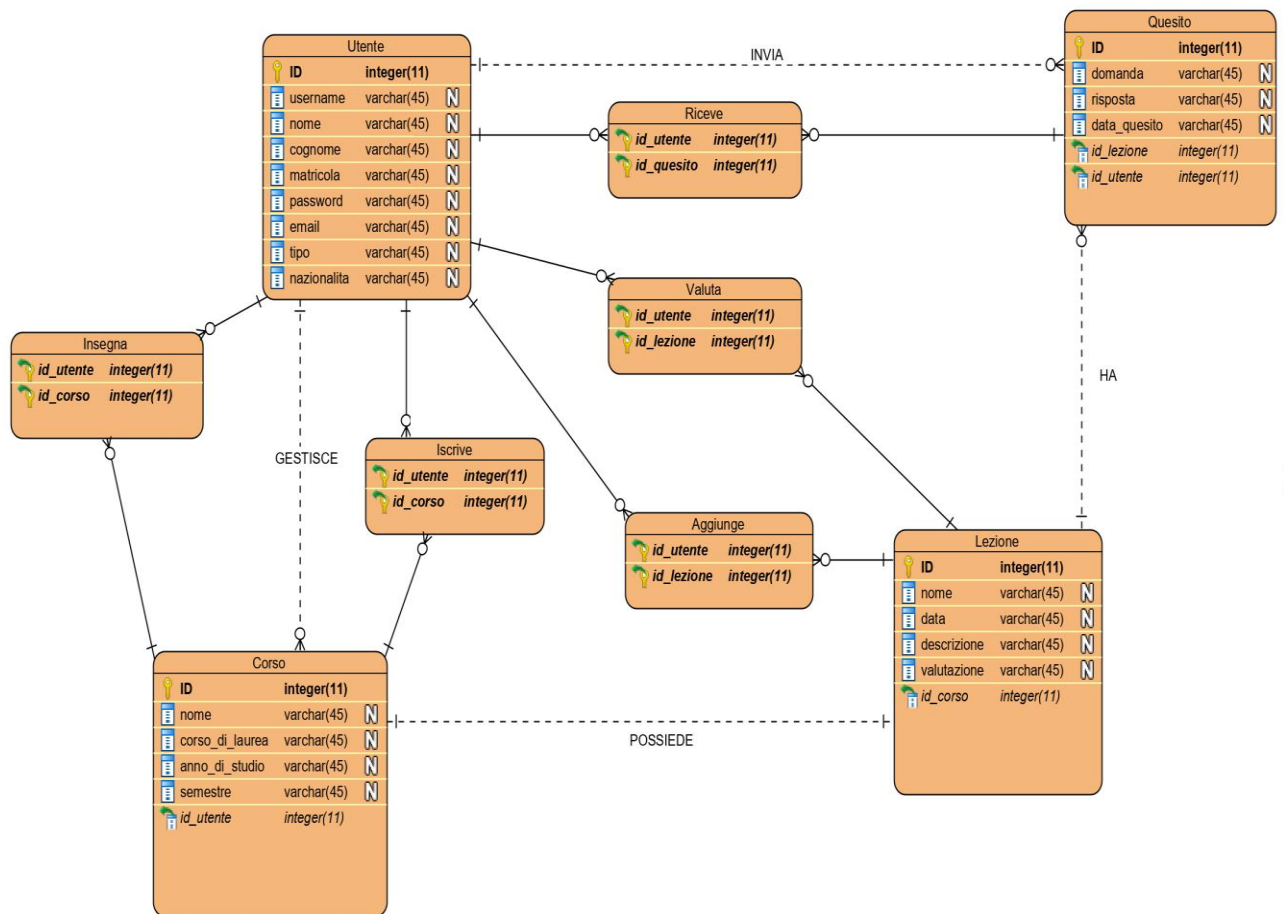 Utente
ID integer(11)
username varchar(45) N
nome varchar(45) N
cognome varchar(45) N
matricola varchar(45) N
password varchar(45) N
email varchar(45) N
tipo varchar(45) N
nazionalita varchar(45) N
INVIA
Quesito
ID integer(11)
domanda varchar(45) N
risposta varchar(45) N
data_quesito varchar(45) N
id_lezione integer(11)
id_utente integer(11)
Riceve
id_utente integer(11)
id_quesito integer(11)
Valuta
id_utente integer(11)
id_lezione integer(11)
Insegna
id_utente integer(11)
id_corso integer(11)
HA
GESTISCE
Iscrive
id_utente integer(11)
id_corso integer(11)
Aggiunge
id_utente integer(11)
id_lezione integer(11)
Lezione
ID integer(11)
nome varchar(45) N
data varchar(45) N
descrizione varchar(45) N
valutazione varchar(45) N
id_corso integer(11)
Corso
ID integer(11)
nome varchar(45) N
corso_di_laurea varchar(45) N
anno_di_studio varchar(45) N
semestre varchar(45) N
id_utente integer(11)
POSSIEDE